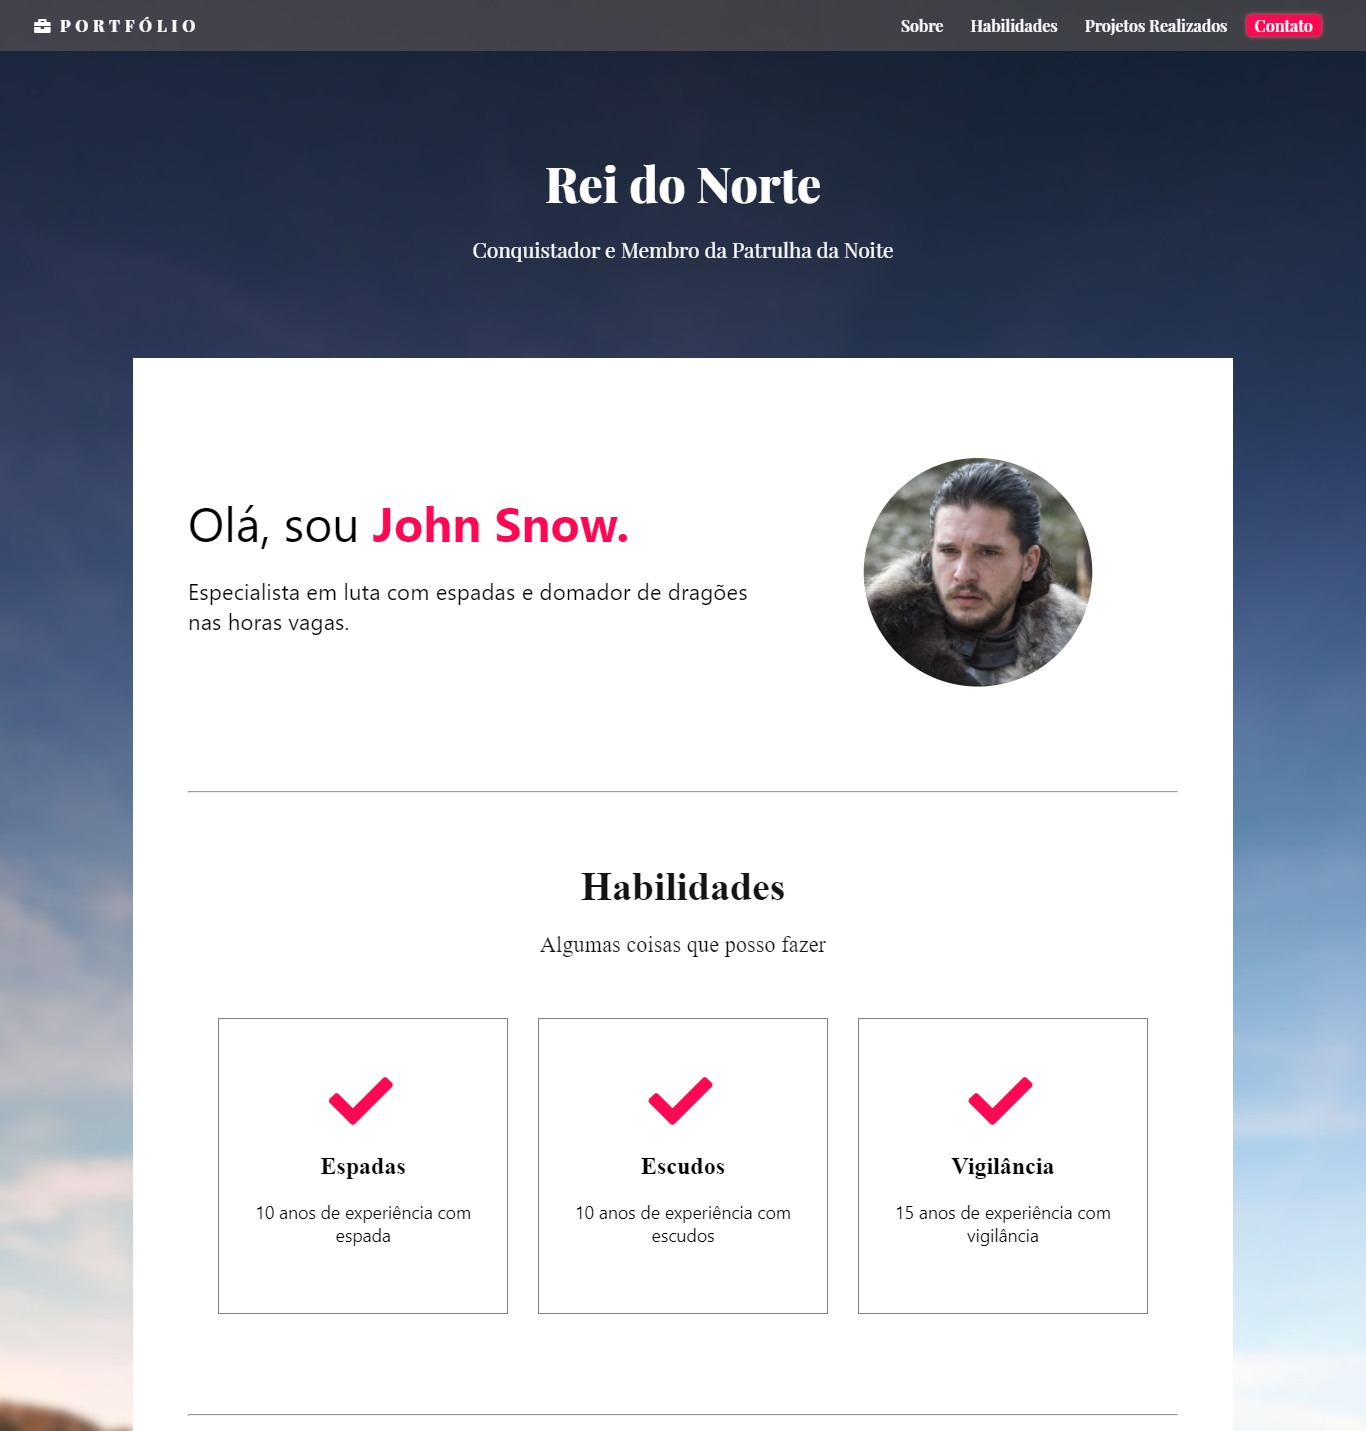 PORTFÓLIO
Sobre Habilidades Projetos Realizados Contato
Rei do Norte
Conquistador e Membro da Patrulha da Noite
Olá, sou John Snow.
Especialista em luta com espadas e domador de dragões
nas horas vagas.
Habilidades
Algumas coisas que posso fazer
Espadas
10 anos de experiência com
espada
Escudos
10 anos de experiência com
escudos
Vigilância
15 anos de experiência com
vigilância